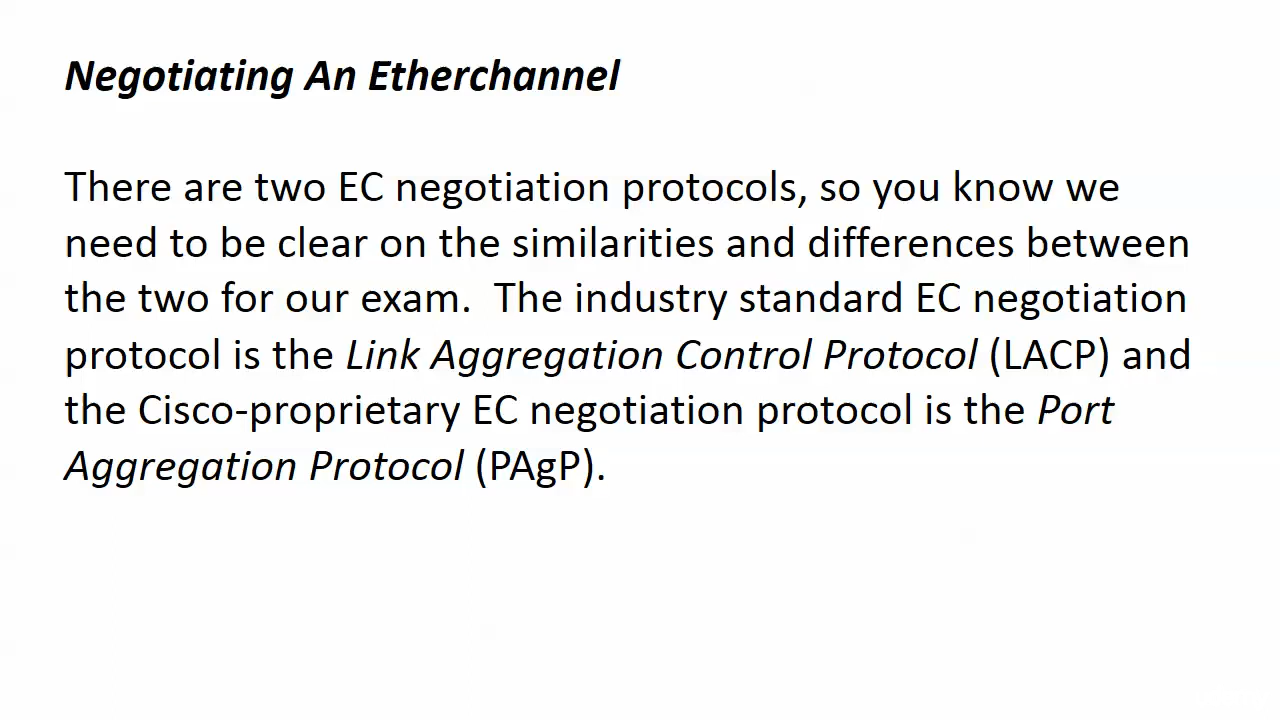 Negotiating An Etherchannel
There are two EC negotiation protocols, so you know we
need to be clear on the similarities and differences between
the two for our exam.  The industry standard EC negotiation
protocol is the Link Aggregation Control Protocol (LACP) and
the Cisco-proprietary EC negotiation protocol is the Port
Aggregation Protocol (PAgP).